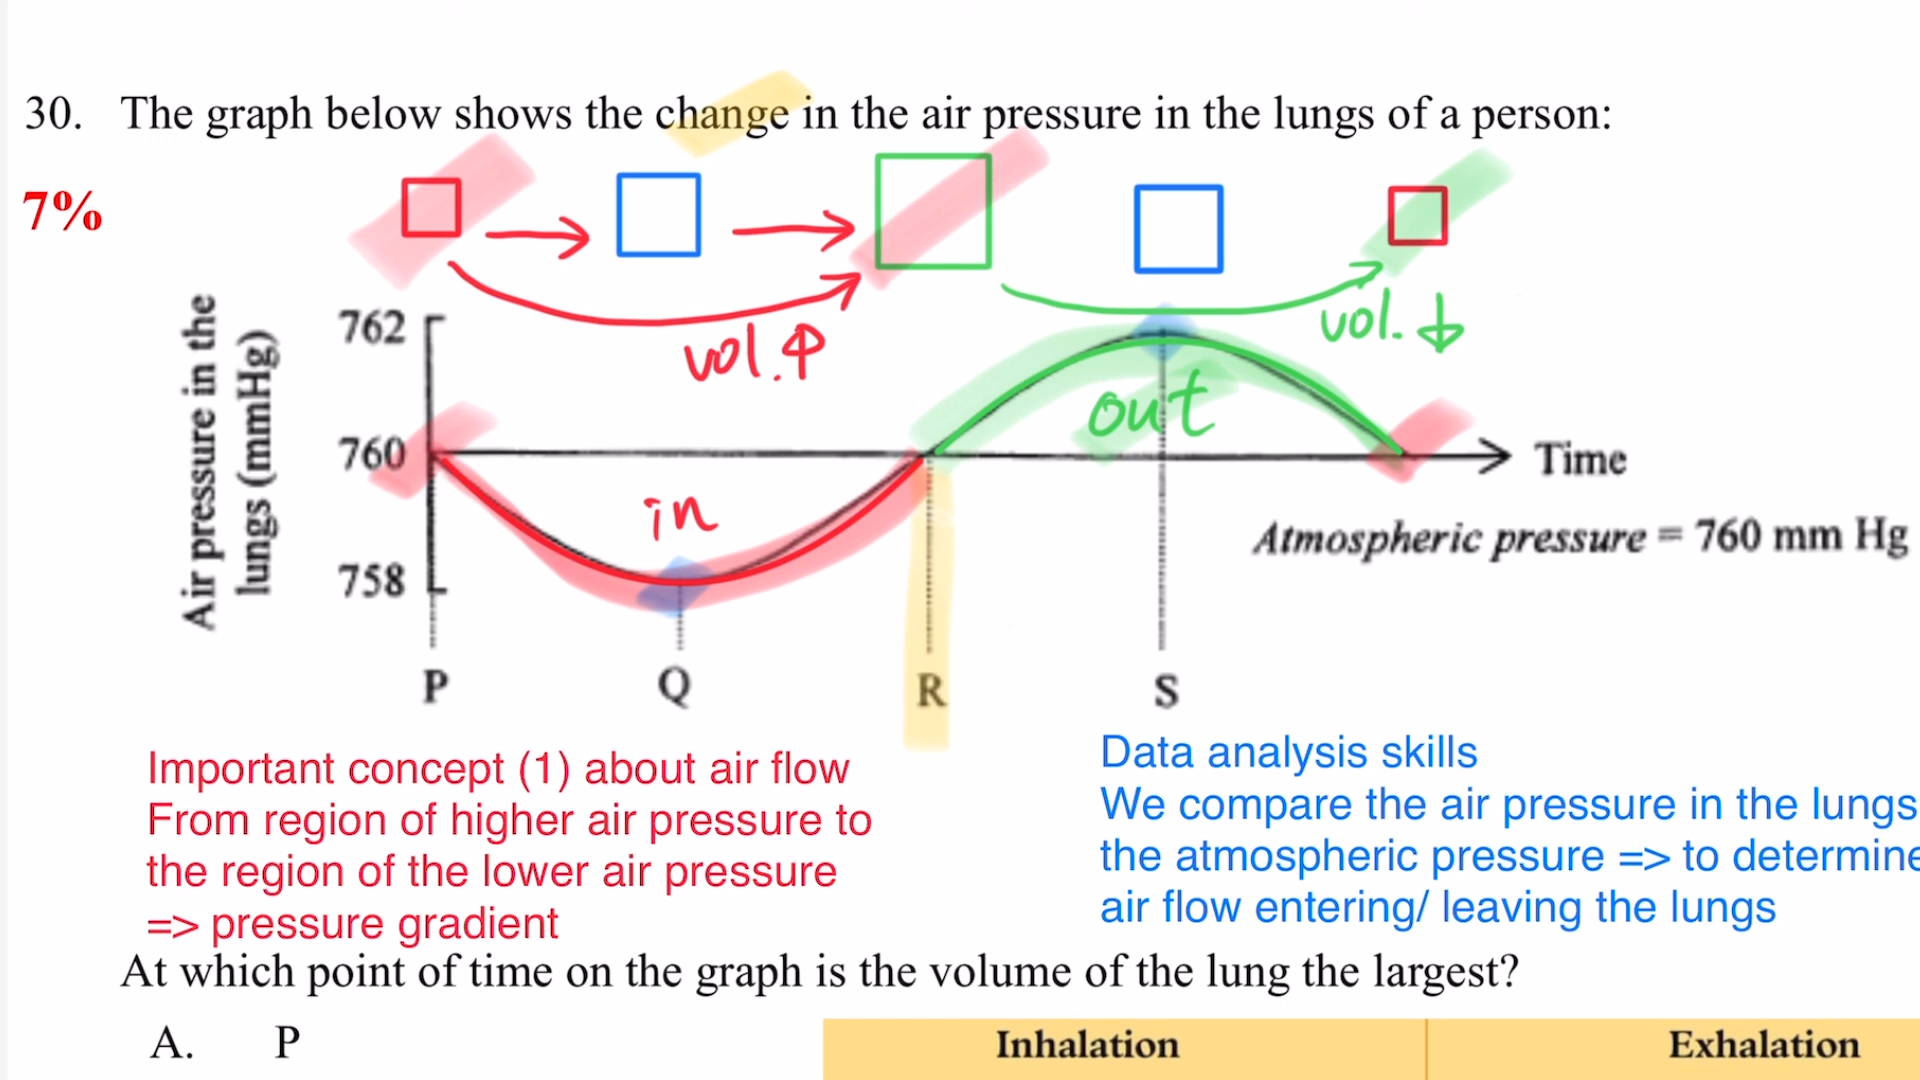 30. The graph below shows the change in the air pressure in the lungs of a person:
7%
vol. ↑
vol. ↓
Air pressure in the
lungs (mmHg)
762
760
758
in
out
Time
Atmospheric pressure = 760 mm Hg
P Q R S
Important concept (1) about air flow
From region of higher air pressure to
the region of the lower air pressure
=> pressure gradient
Data analysis skills
We compare the air pressure in the lungs
the atmospheric pressure => to determine
air flow entering/ leaving the lungs
At which point of time on the graph is the volume of the lung the largest?
A. P
Inhalation Exhalation